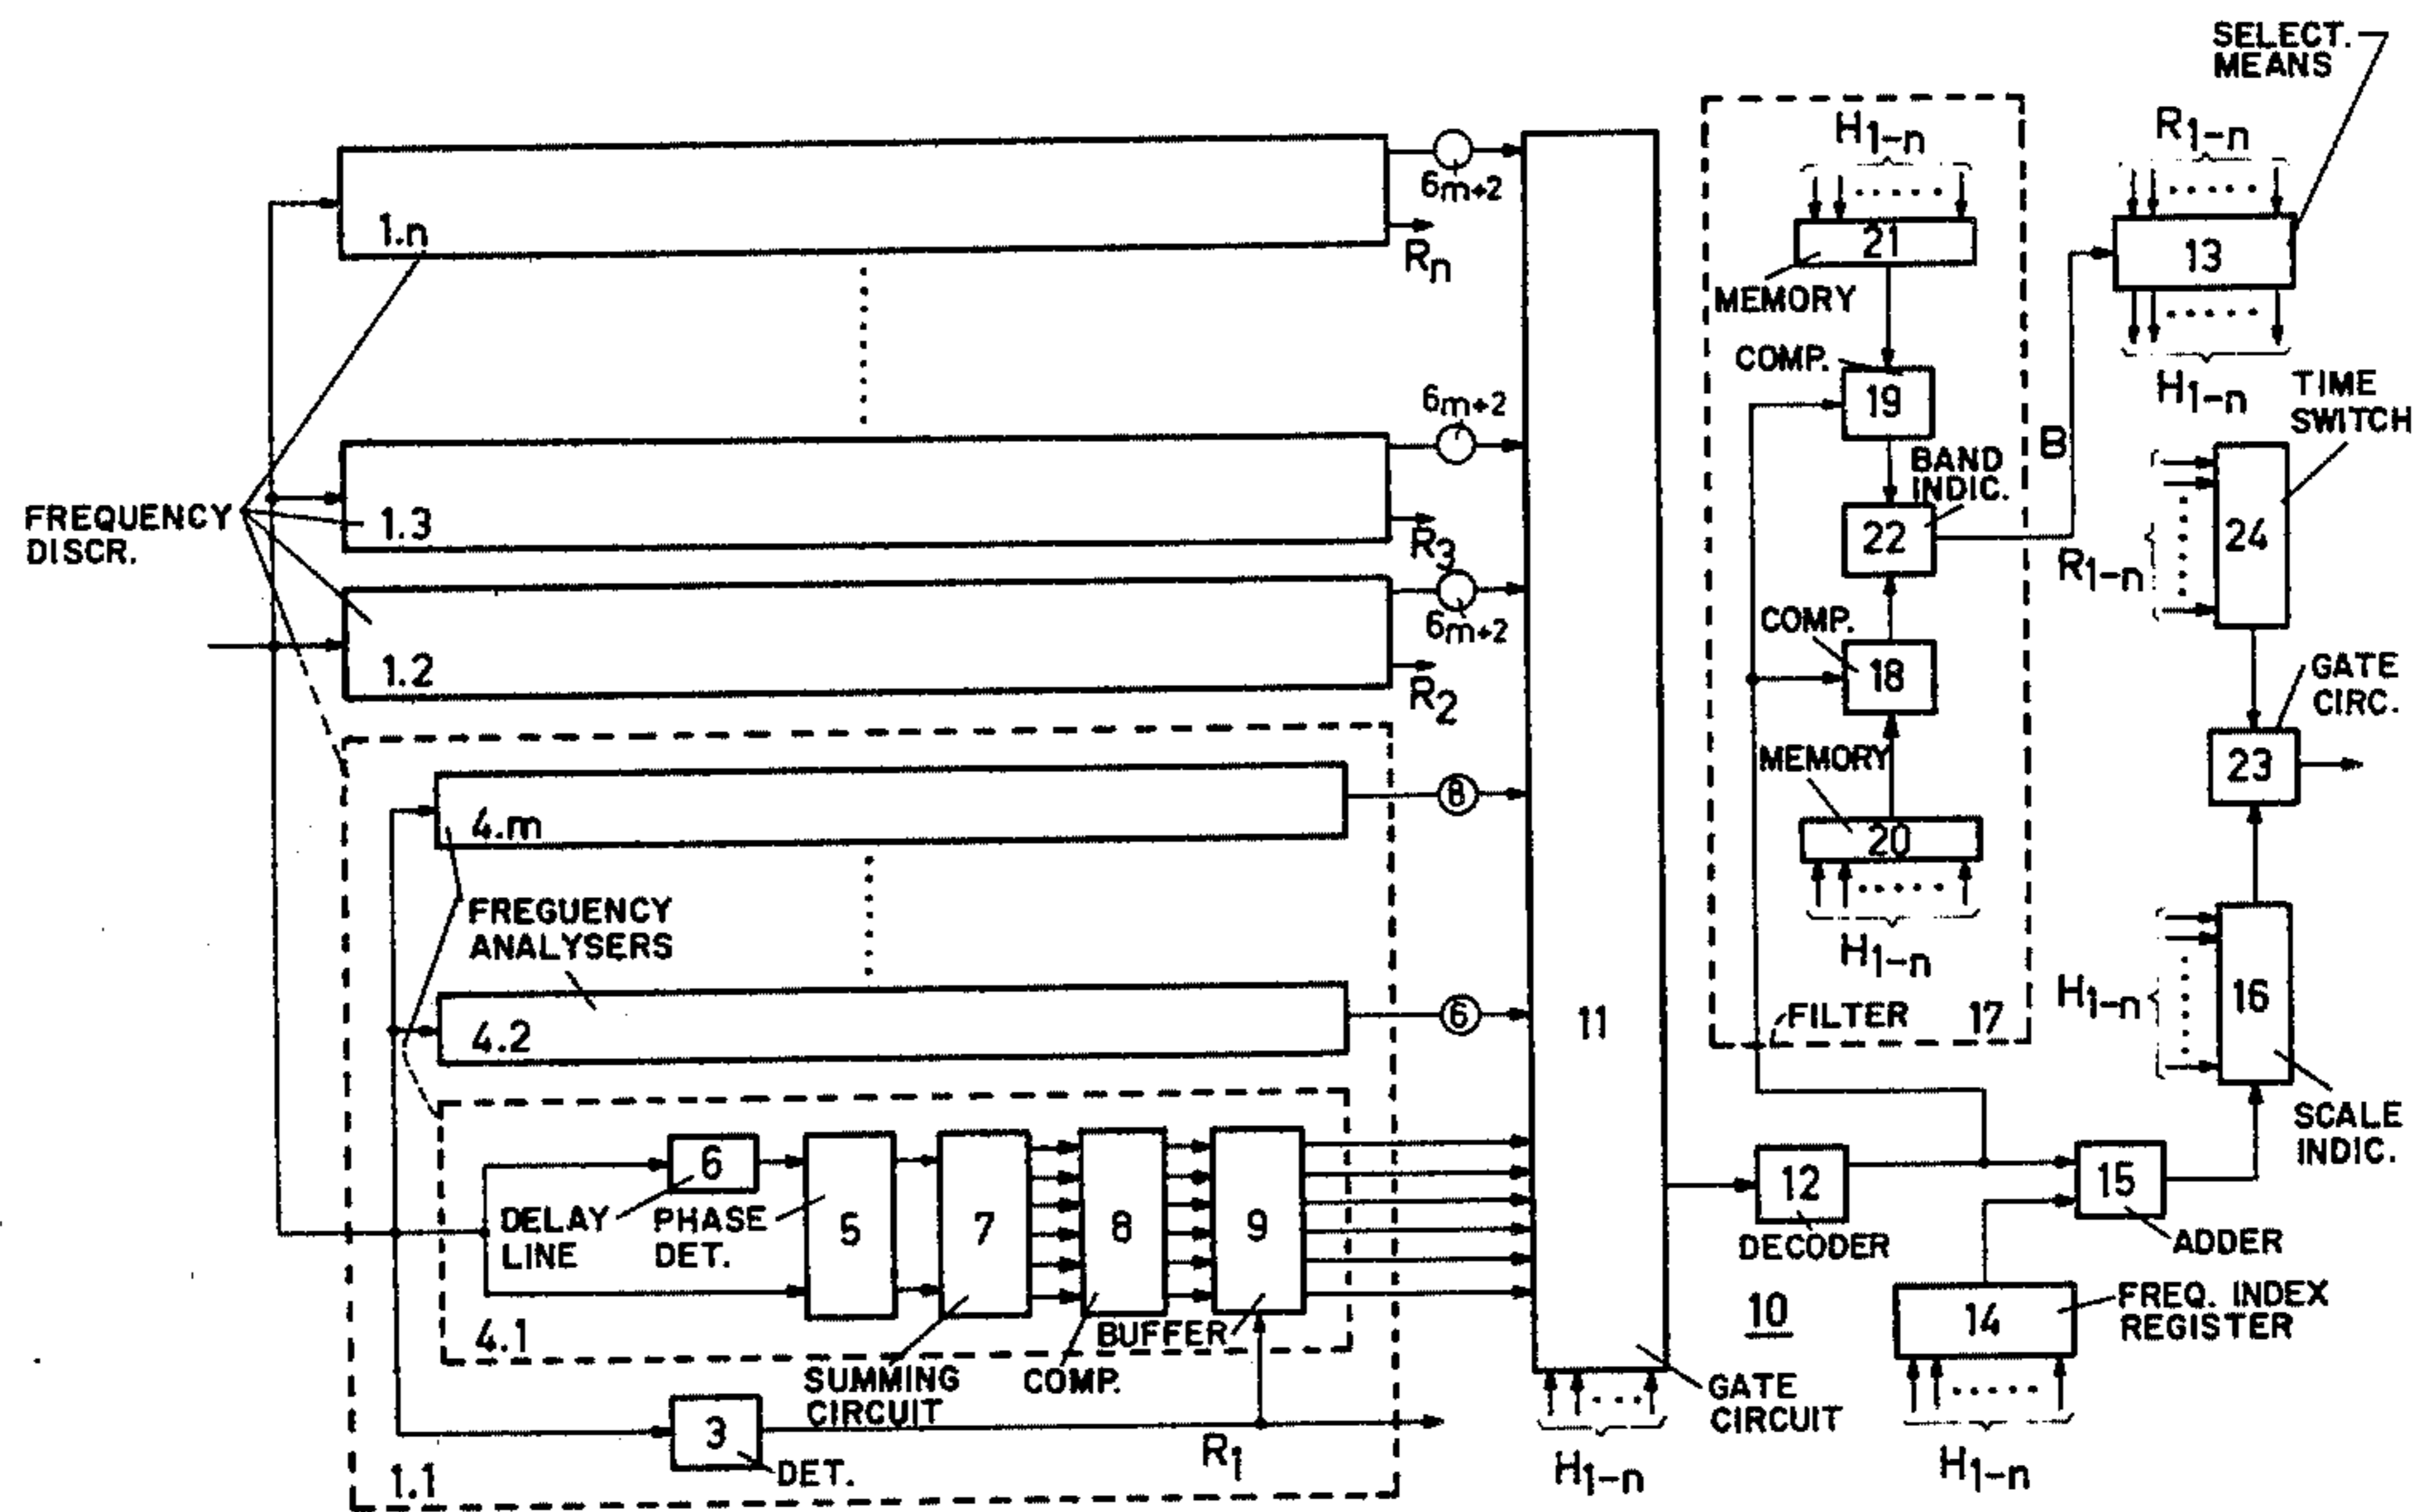 SELECT.
MEANS
H1-n
R1-n
6m+2
1.n
Rn
21
13
MEMORY
COMP.
H1-n
TIME
SWITCH
6m+2
19
B
BAND
INDIC.
FREQUENCY
DISCR.
1.3
R3
22
24
R1-n
6m+2
COMP.
1.2
R2
18
GATE
CIRC.
MEMORY
23
4.m
8
20
FREGUENCY
ANALYSERS
H1-n
H1-n
16
4.2
6
11
FILTER
17
SCALE
INDIC.
6
DELAY
LINE
PHASE
DET.
5
7
8
9
12
DECODER
15
ADDER
4.1
BUFFER
10
14
FREQ. INDEX
REGISTER
SUMMING
CIRCUIT
COMP.
GATE
CIRCUIT
3
DET.
R1
1.1
H1-n
H1-n